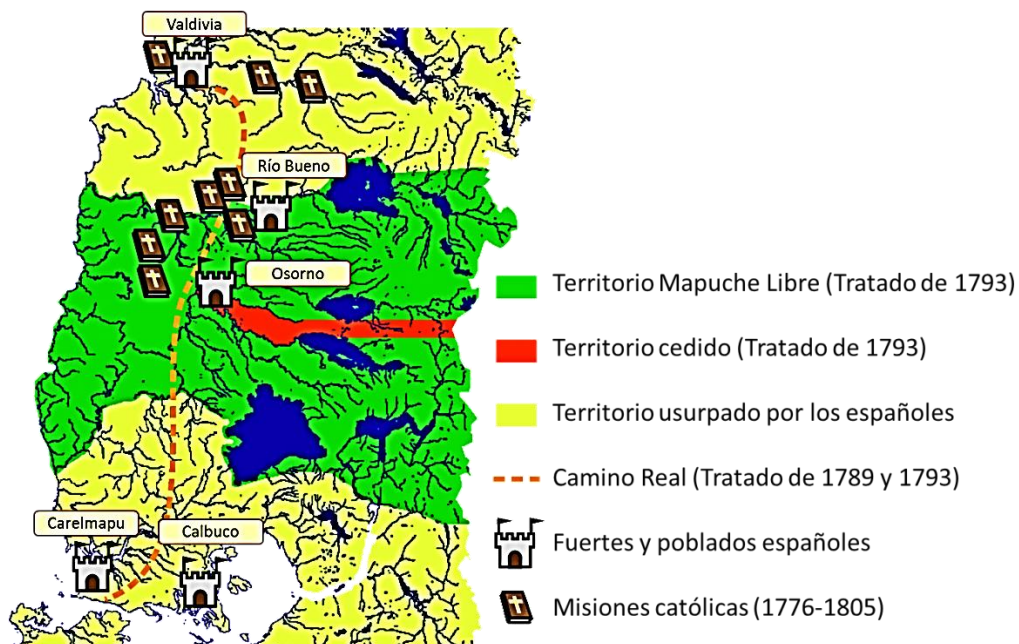 Valdivia
Río Bueno
Osorno
Carelmapu
Calbuco
Territorio Mapuche Libre (Tratado de 1793)
Territorio cedido (Tratado de 1793)
Territorio usurpado por los españoles
Camino Real (Tratado de 1789 y 1793)
Fuertes y poblados españoles
Misiones católicas (1776-1805)